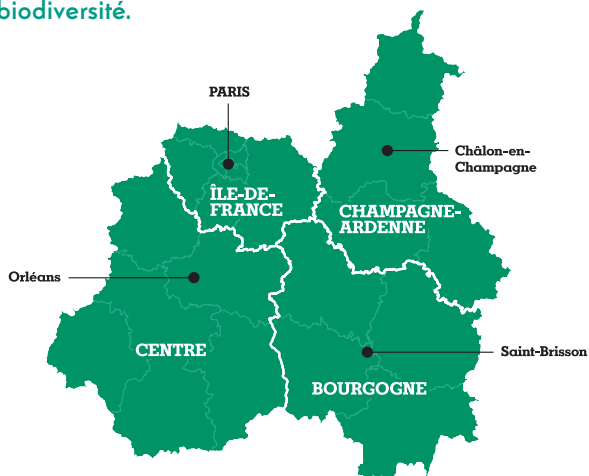 biodiversité.
PARIS
Châlon-en-
Champagne
ÎLE-DE-
FRANCE
CHAMPAGNE-
ARDENNE
Orléans
CENTRE
Saint-Brisson
BOURGOGNE